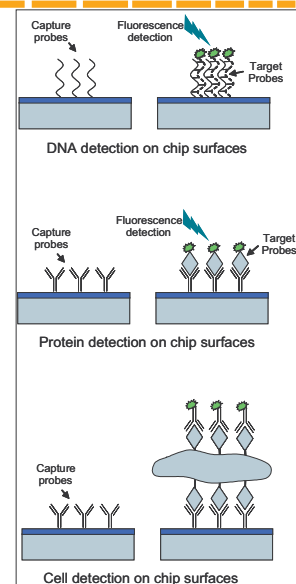 Capture
probes
Fluorescence
detection
Target
Probes
DNA detection on chip surfaces
Capture
probes
Fluorescence
detection
Target
Probes
Protein detection on chip surfaces
Capture
probes
Cell detection on chip surfaces